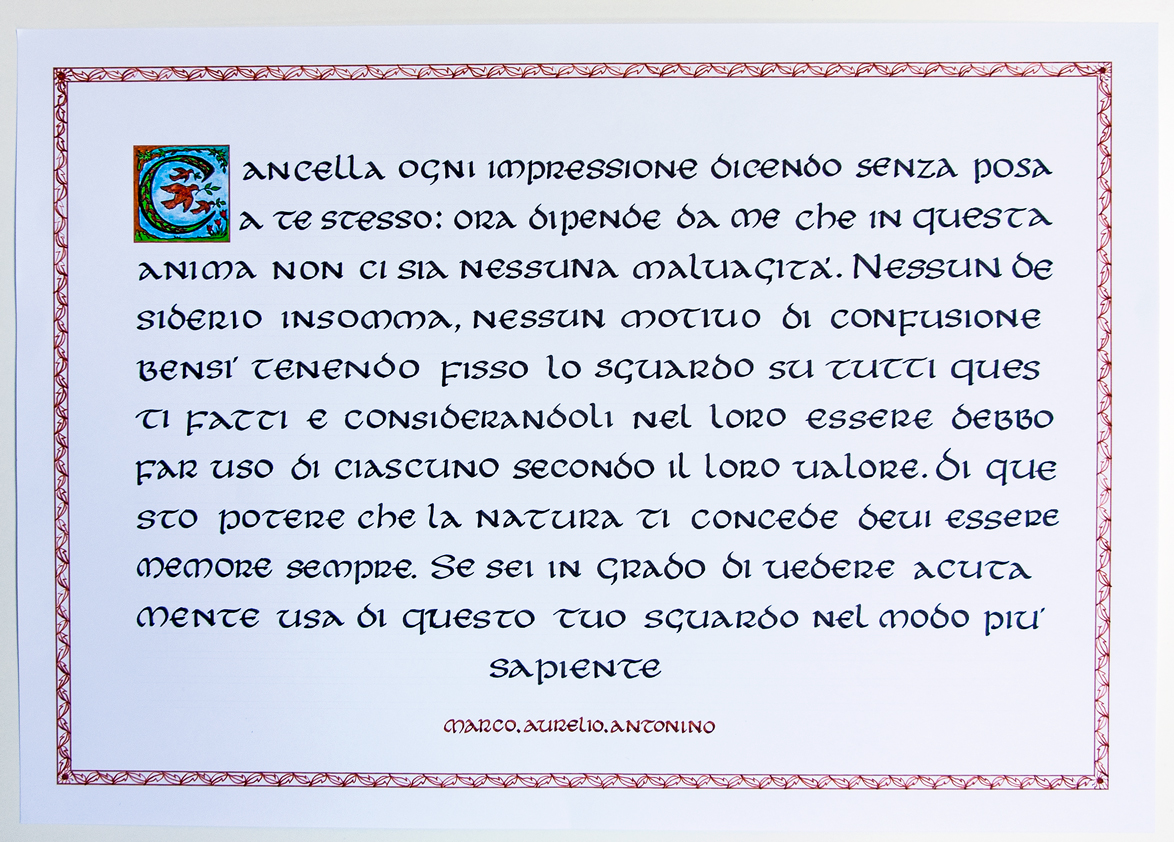 Cancella ogni impressione dicendo senza posa
a te stesso: ora dipende da me che in questa
anima non ci sia nessuna malvagita'. Nessun de
siderio insomma, nessun motivo di confusione
bensi' tenendo fisso lo sguardo su tutti ques
ti fatti e considerandoli nel loro essere debbo
far uso di ciascuno secondo il loro valore. Di que
sto potere che la natura ti concede devi essere
memore sempre. Se sei in grado di vedere acuta
mente usa di questo tuo sguardo nel modo piu'
sapiente
Marco.Aurelio.Antonino